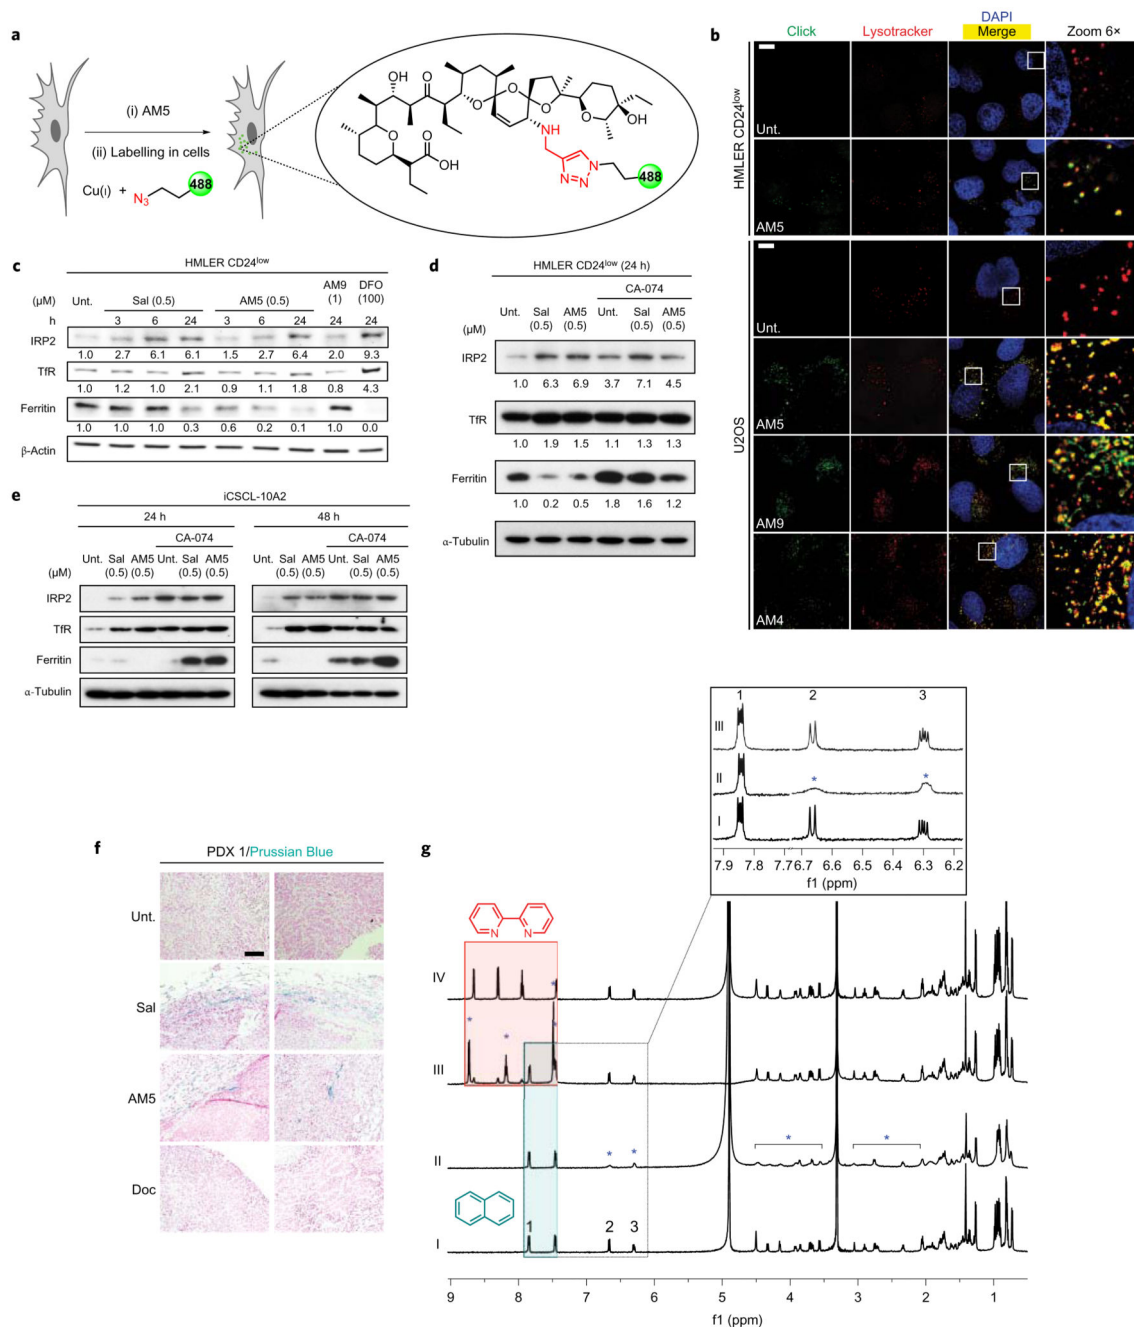 a
(i) AM5
(ii) Labelling in cells
Cu(I) + N3 488
OH O
O O O OH
O OH
NH
N
N=N
488
b
Click Lysotracker DAPI Merge Zoom 6×
HMLER CD24low
Unt.
AM5
U2OS
Unt.
AM5
AM9
AM4
c
HMLER CD24low
(μM) Unt. Sal (0.5) AM5 (0.5) AM9 (1) DFO (100)
h 3 6 24 3 6 24 24 24
IRP2
1.0 2.7 6.1 6.1 1.5 2.7 6.4 2.0 9.3
TfR
1.0 1.2 1.0 2.1 0.9 1.1 1.8 0.8 4.3
Ferritin
1.0 1.0 1.0 0.3 0.6 0.2 0.1 1.0 0.0
β-Actin
d
HMLER CD24low (24 h)
CA-074
Unt. Sal AM5 Unt. Sal AM5
(μM) (0.5) (0.5) (0.5) (0.5)
IRP2
1.0 6.3 6.9 3.7 7.1 4.5
TfR
1.0 1.9 1.5 1.1 1.3 1.3
Ferritin
1.0 0.2 0.5 1.8 1.6 1.2
α-Tubulin
e
iCSCL-10A2
24 h 48 h
CA-074 CA-074
Unt. Sal AM5 Unt. Sal AM5 Unt. Sal AM5 Unt. Sal AM5
(μM) (0.5) (0.5) (0.5) (0.5) (0.5) (0.5) (0.5) (0.5)
IRP2
TfR
Ferritin
α-Tubulin
f
PDX 1/Prussian Blue
Unt.
Sal
AM5
Doc
g
1 2 3
III
II * *
I
7.9 7.8 7.7 6.7 6.6 6.5 6.4 6.3 6.2
f1 (ppm)
N N
IV *
* * *
III
* * * *
II
1 2 3
I
9 8 7 6 5 4 3 2 1
f1 (ppm)